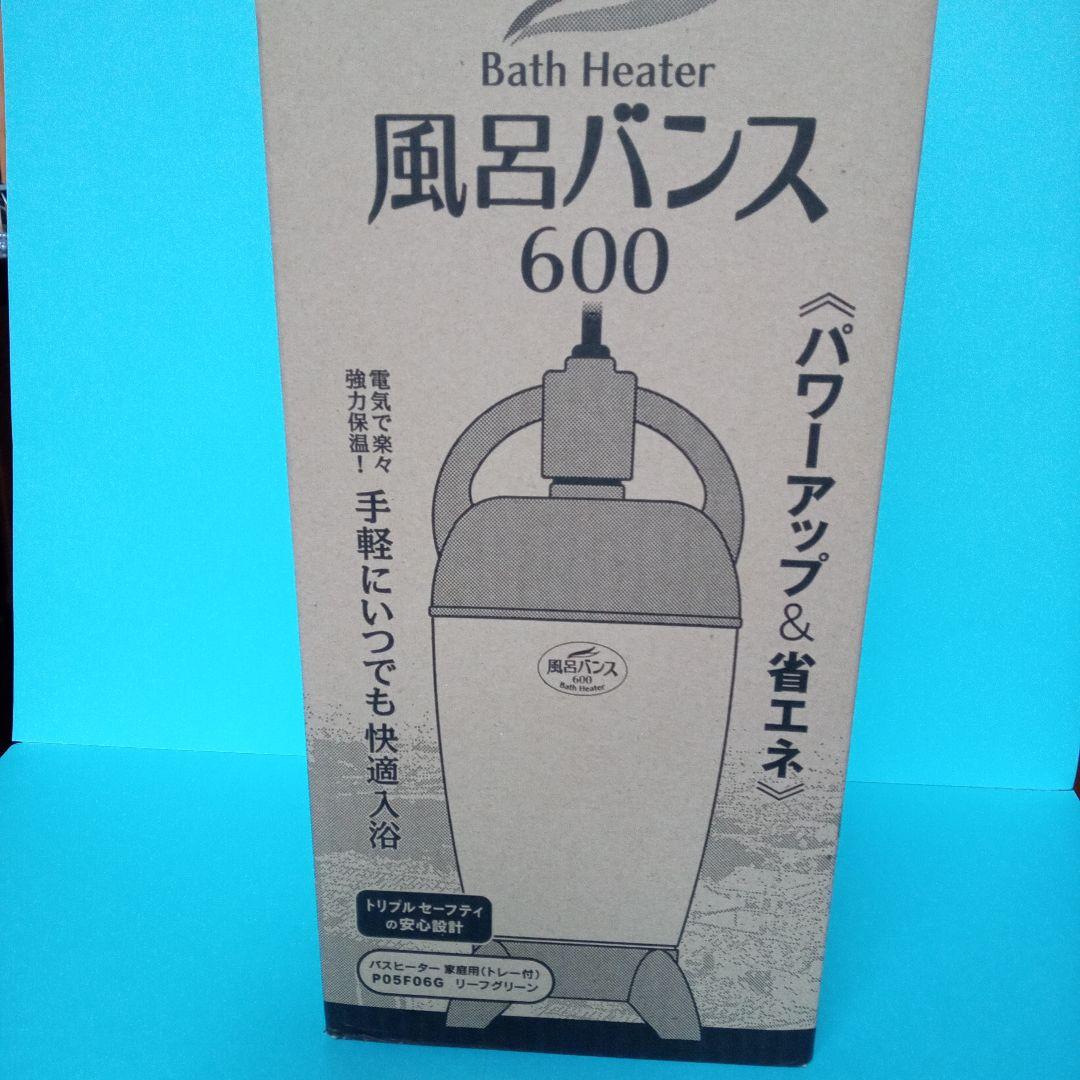 Bath Heater
風呂バンス
600
《パワーアップ&省エネ》
電気で楽々
強力保温!
手軽にいつでも快適入浴
風呂バンス
600
Bath Heater
トリプル セーフティ
の安心設計
バスヒーター 家庭用(トレー付)
P05F06G リーフグリーン